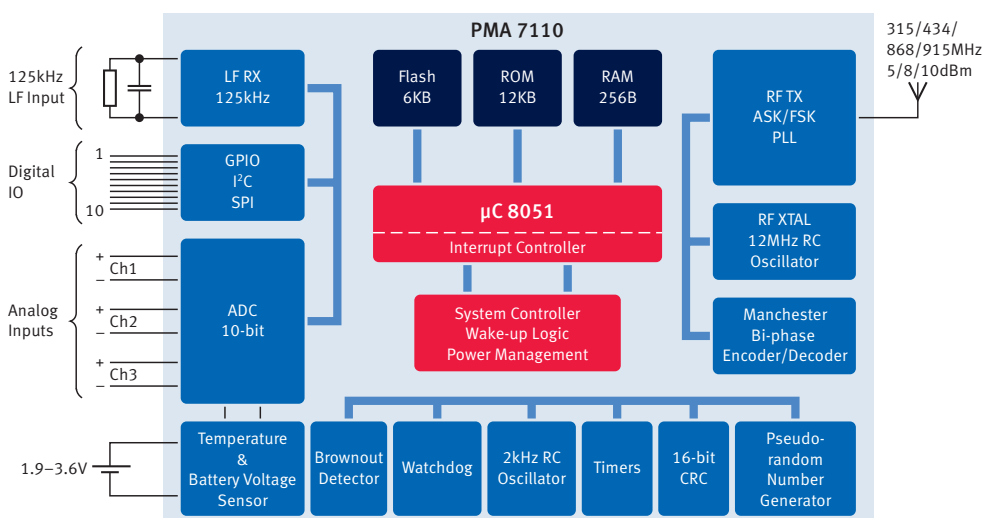 PMA 7110
315/434/
868/915MHz
5/8/10dBm
125kHz
LF Input
LF RX
125kHz
Flash
6KB
ROM
12KB
RAM
256B
RF TX
ASK/FSK
PLL
Digital
IO
1
10
GPIO
I²C
SPI
µC 8051
Interrupt Controller
RF XTAL
12MHz RC
Oscillator
Analog
Inputs
+
Ch1
–
+
Ch2
–
+
Ch3
–
ADC
10-bit
System Controller
Wake-up Logic
Power Management
Manchester
Bi-phase
Encoder/Decoder
1.9–3.6V
Temperature
&
Battery Voltage
Sensor
Brownout
Detector
Watchdog
2kHz RC
Oscillator
Timers
16-bit
CRC
Pseudo-
random
Number
Generator